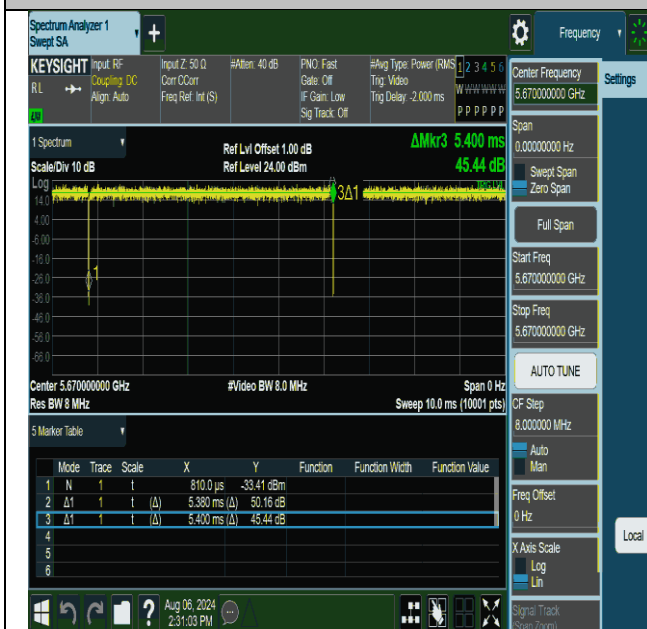 Spectrum Analyzer 1
Swept SA
+
Frequency
KEYSIGHT
RL
Input: RF
Coupling: DC
Align: Auto
Input Z: 50 Ω
Corr CCorr
Freq Ref: Int (S)
#Atten: 40 dB
PNO: Fast
Gate: Off
IF Gain: Low
Sig Track: Off
#Avg Type: Power (RMS
Trig: Video
Trig Delay: -2.000 ms
1 2 3 4 5 6
W W W W W W
P P P P P P
Center Frequency
5.670000000 GHz
Settings
Span
0.00000000 Hz
Swept Span
Zero Span
Full Span
Start Freq
5.670000000 GHz
Stop Freq
5.670000000 GHz
AUTO TUNE
CF Step
8.000000 MHz
Auto
Man
Freq Offset
0 Hz
X Axis Scale
Log
Lin
Local
Signal Track
(Span Zoom)
1 Spectrum
Scale/Div 10 dB
Log
Ref Lvl Offset 1.00 dB
Ref Level 24.00 dBm
ΔMkr3 5.400 ms
45.44 dB
14.0
4.00
-6.00
-16.0
-26.0
-36.0
-46.0
-56.0
-66.0
1
3Δ1
Center 5.670000000 GHz
Res BW 8 MHz
#Video BW 8.0 MHz
Span 0 Hz
Sweep 10.0 ms (10001 pts)
5 Marker Table
Mode Trace Scale X Y Function Function Width Function Value
1 N 1 t 810.0 µs -33.41 dBm
2 Δ1 1 t (Δ) 5.380 ms (Δ) 50.16 dB
3 Δ1 1 t (Δ) 5.400 ms (Δ) 45.44 dB
4
5
6
?
Aug 06, 2024
2:31:03 PM